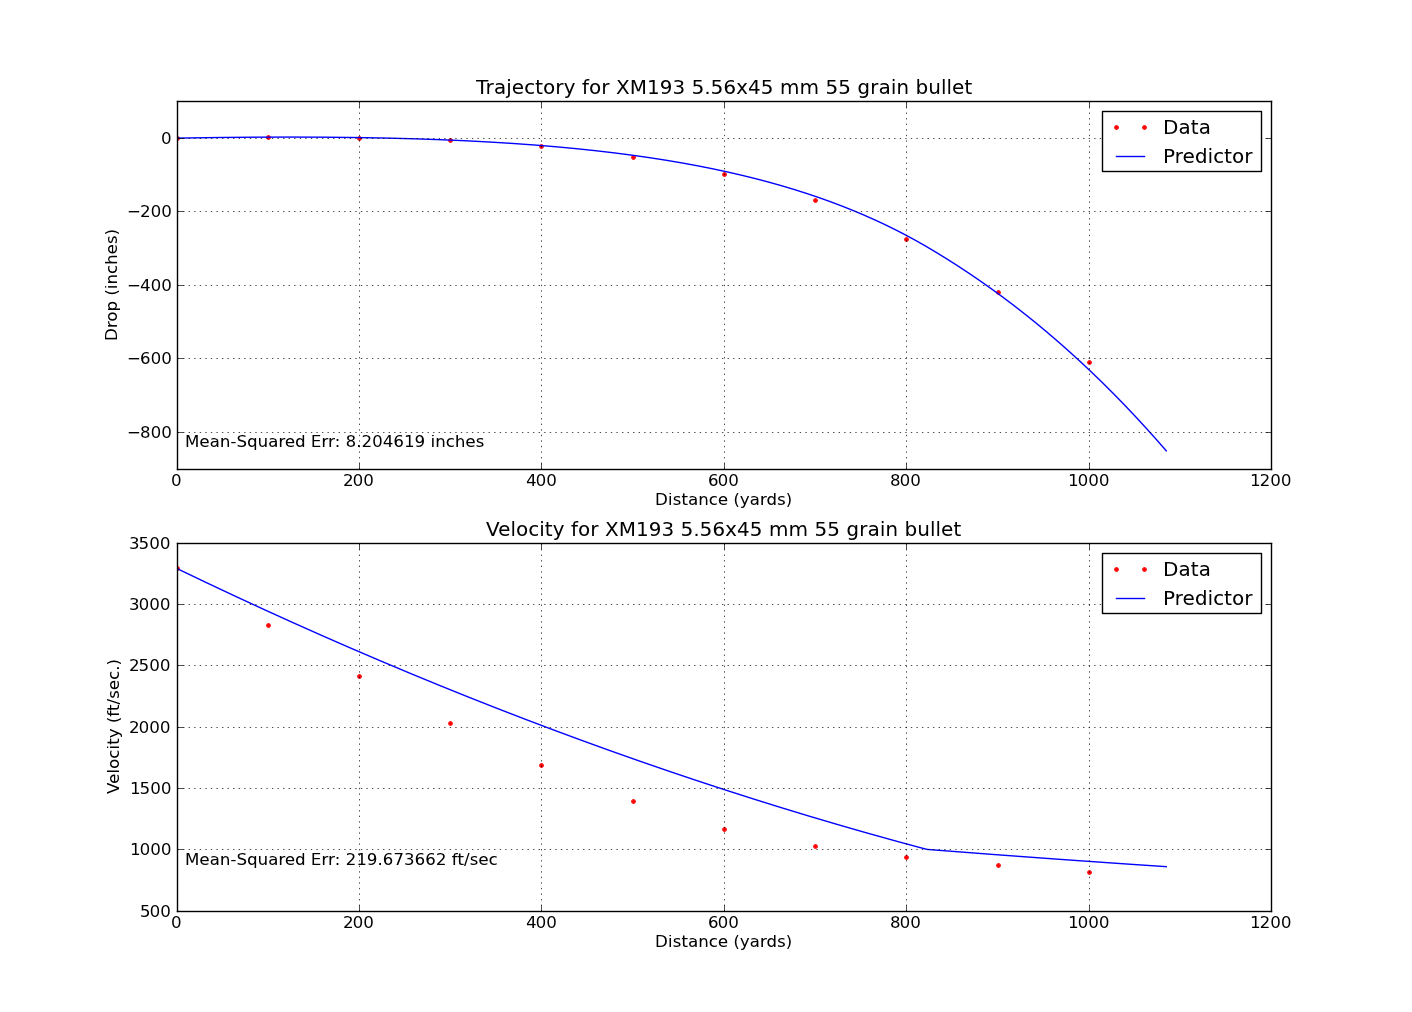 Trajectory for XM193 5.56x45 mm 55 grain bullet
Data
Predictor
0
−200
−400
−600
−800
Drop (inches)
Mean-Squared Err: 8.204619 inches
0 200 400 600 800 1000 1200
Distance (yards)
Velocity for XM193 5.56x45 mm 55 grain bullet
Data
Predictor
3500
3000
2500
2000
1500
1000
500
Velocity (ft/sec.)
Mean-Squared Err: 219.673662 ft/sec
0 200 400 600 800 1000 1200
Distance (yards)